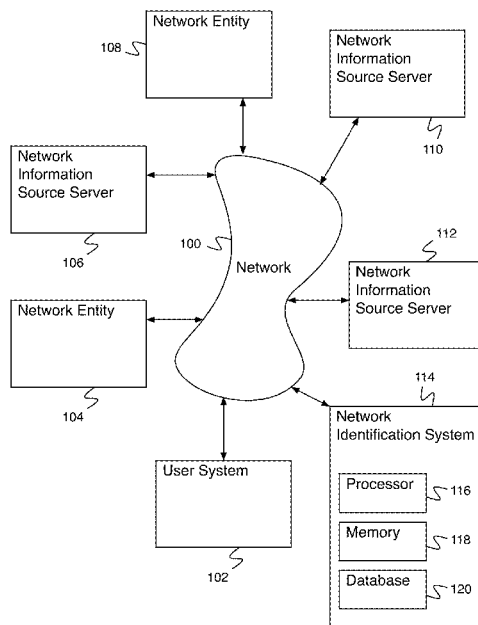 Network Entity
108
Network
Information
Source Server
110
Network
Information
Source Server
106
100
Network
112
Network
Information
Source Server
Network Entity
104
114
Network
Identification System
User System
102
Processor
116
Memory
118
Database
120